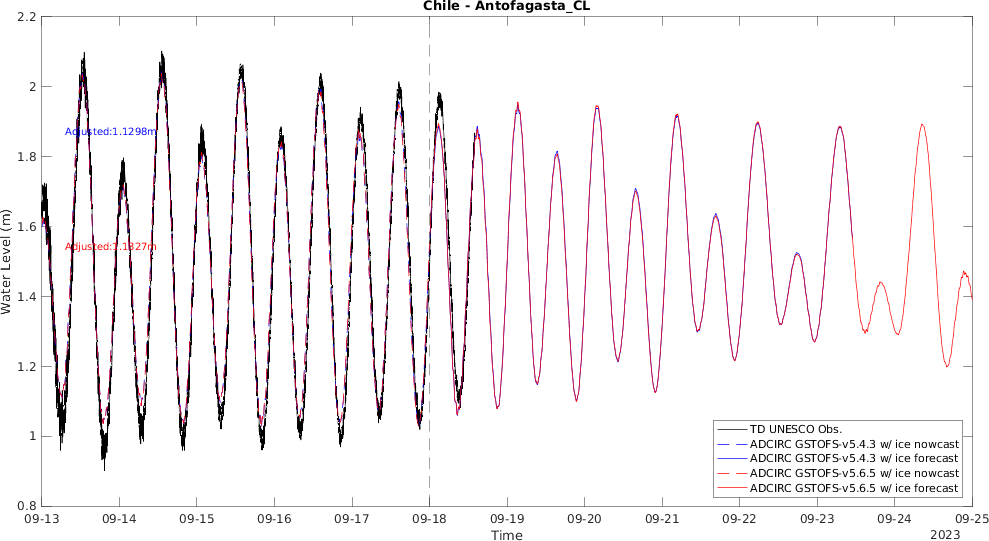 Chile - Antofagasta_CL
2.2
2
1.8
1.6
1.4
1.2
1
0.8
Water Level (m)
Adjusted:1.1298m
Adjusted:1.1327m
TD UNESCO Obs.
ADCIRC GSTOFS-v5.4.3 w/ ice nowcast
ADCIRC GSTOFS-v5.4.3 w/ ice forecast
ADCIRC GSTOFS-v5.6.5 w/ ice nowcast
ADCIRC GSTOFS-v5.6.5 w/ ice forecast
09-13 09-14 09-15 09-16 09-17 09-18 09-19 09-20 09-21 09-22 09-23 09-24 09-25
Time
2023